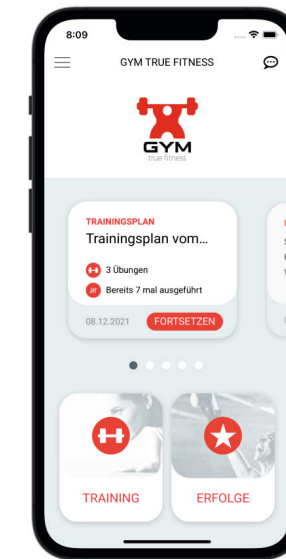 8:09
GYM TRUE FITNESS
GYM
true fitness
TRAININGSPLAN
Trainingsplan vom...
3 Übungen
Bereits 7 mal ausgeführt
08.12.2021 FORTSETZEN
TRAINING ERFOLGE